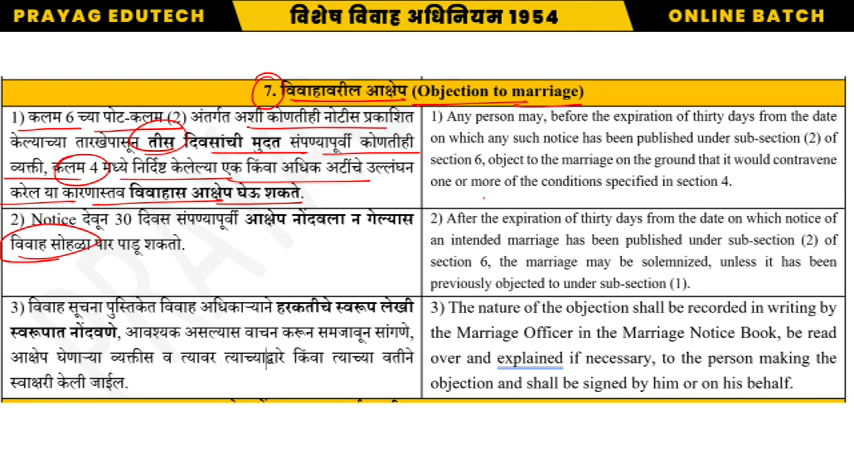 PRAYAG EDUTECH
विशेष विवाह अधिनियम 1954
ONLINE BATCH
7. विवाहावरील आक्षेप (Objection to marriage)
1) कलम 6 च्या पोट-कलम (2) अंतर्गत अशी कोणतीही नोटीस प्रकाशित
केल्याच्या तारखेपासून तीस दिवसांची मुदत संपण्यापूर्वी कोणतीही
व्यक्ती, कलम 4 मध्ये निर्दिष्ट केलेल्या एक किंवा अधिक अटींचे उल्लंघन
करेल या कारणास्तव विवाहास आक्षेप घेऊ शकते.
1) Any person may, before the expiration of thirty days from the date
on which any such notice has been published under sub-section (2) of
section 6, object to the marriage on the ground that it would contravene
one or more of the conditions specified in section 4.
2) Notice देवून 30 दिवस संपण्यापूर्वी आक्षेप नोंदवला न गेल्यास
विवाह सोहळा पार पाडू शकतो.
2) After the expiration of thirty days from the date on which notice of
an intended marriage has been published under sub-section (2) of
section 6, the marriage may be solemnized, unless it has been
previously objected to under sub-section (1).
3) विवाह सूचना पुस्तिकेत विवाह अधिकाऱ्याने हरकतीचे स्वरूप लेखी
स्वरूपात नोंदवणे, आवश्यक असल्यास वाचन करून समजावून सांगणे,
आक्षेप घेणाऱ्या व्यक्तीस व त्यावर त्याच्याद्वारे किंवा त्याच्या वतीने
स्वाक्षरी केली जाईल.
3) The nature of the objection shall be recorded in writing by
the Marriage Officer in the Marriage Notice Book, be read
over and explained if necessary, to the person making the
objection and shall be signed by him or on his behalf.